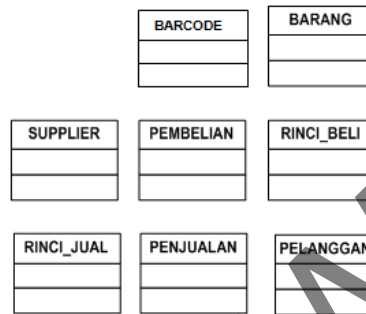 BARCODE
BARANG
SUPPLIER
PEMBELIAN
RINCI_BELI
RINCI_JUAL
PENJUALAN
PELANGGAN